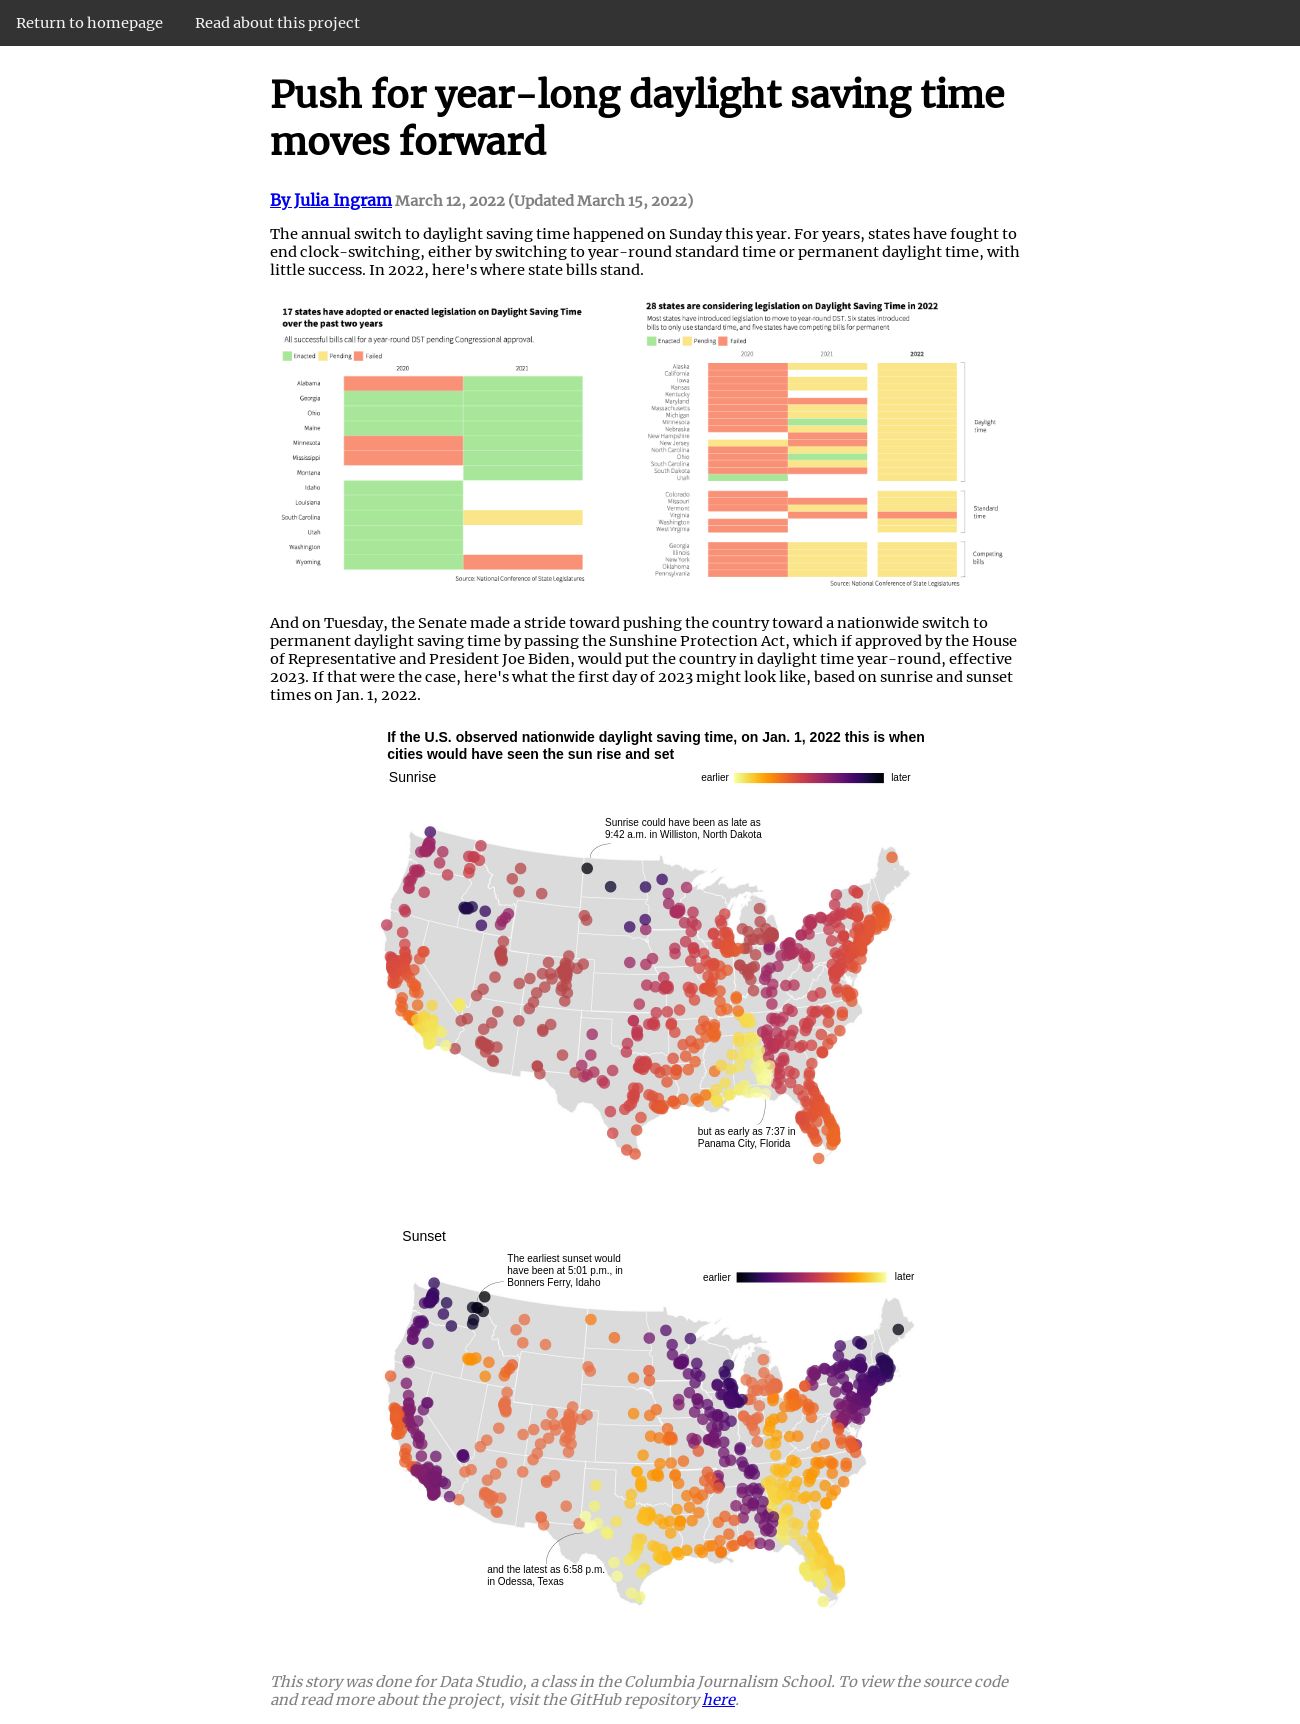 Return to homepage
Read about this project
Push for year-long daylight saving time
moves forward
By Julia Ingram March 12, 2022 (Updated March 15, 2022)
The annual switch to daylight saving time happened on Sunday this year. For years, states have fought to
end clock-switching, either by switching to year-round standard time or permanent daylight time, with
little success. In 2022, here's where state bills stand.
17 states have adopted or enacted legislation on Daylight Saving Time
over the past two years
All successful bills call for a year-round DST pending Congressional approval.
Enacted Pending Failed
2020 2021
Alabama
Georgia
Ohio
Maine
Minnesota
Mississippi
Montana
Idaho
Louisiana
South Carolina
Utah
Washington
Wyoming
Source: National Conference of State Legislatures
28 states are considering legislation on Daylight Saving Time in 2022
Most states have introduced legislation to move to year-round DST. Six states introduced
bills to only use standard time, and five states have competing bills for permanent
Enacted Pending Failed
2020 2021 2022
Alaska
California
Iowa
Kansas
Kentucky
Maryland
Massachusetts
Michigan
Minnesota
Nebraska
New Hampshire
New Jersey
North Carolina
Ohio
South Carolina
South Dakota
Utah
Daylight
time
Colorado
Missouri
Vermont
Virginia
Washington
West Virginia
Standard
time
Georgia
Illinois
New York
Oklahoma
Pennsylvania
Competing
bills
Source: National Conference of State Legislatures
And on Tuesday, the Senate made a stride toward pushing the country toward a nationwide switch to
permanent daylight saving time by passing the Sunshine Protection Act, which if approved by the House
of Representative and President Joe Biden, would put the country in daylight time year-round, effective
2023. If that were the case, here's what the first day of 2023 might look like, based on sunrise and sunset
times on Jan. 1, 2022.
If the U.S. observed nationwide daylight saving time, on Jan. 1, 2022 this is when
cities would have seen the sun rise and set
Sunrise
earlier later
Sunrise could have been as late as
9:42 a.m. in Williston, North Dakota
but as early as 7:37 in
Panama City, Florida
Sunset
The earliest sunset would
have been at 5:01 p.m., in
Bonners Ferry, Idaho
earlier later
and the latest as 6:58 p.m.
in Odessa, Texas
This story was done for Data Studio, a class in the Columbia Journalism School. To view the source code
and read more about the project, visit the GitHub repository here.